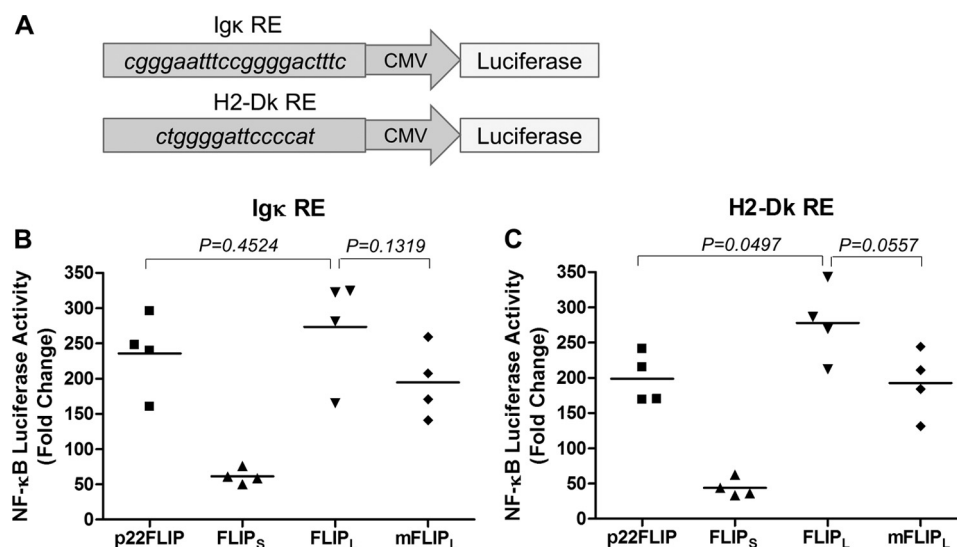 A
Igκ RE
cgggaatttccggggactttc CMV Luciferase
H2-Dk RE
ctggggattccccat CMV Luciferase
B
Igκ RE
P=0.4524
P=0.1319
NF-κB Luciferase Activity
(Fold Change)
350
300
250
200
150
100
50
0
p22FLIP FLIPS FLIPL mFLIPL
C
H2-Dk RE
P=0.0497
P=0.0557
NF-κB Luciferase Activity
(Fold Change)
350
300
250
200
150
100
50
0
p22FLIP FLIPS FLIPL mFLIPL